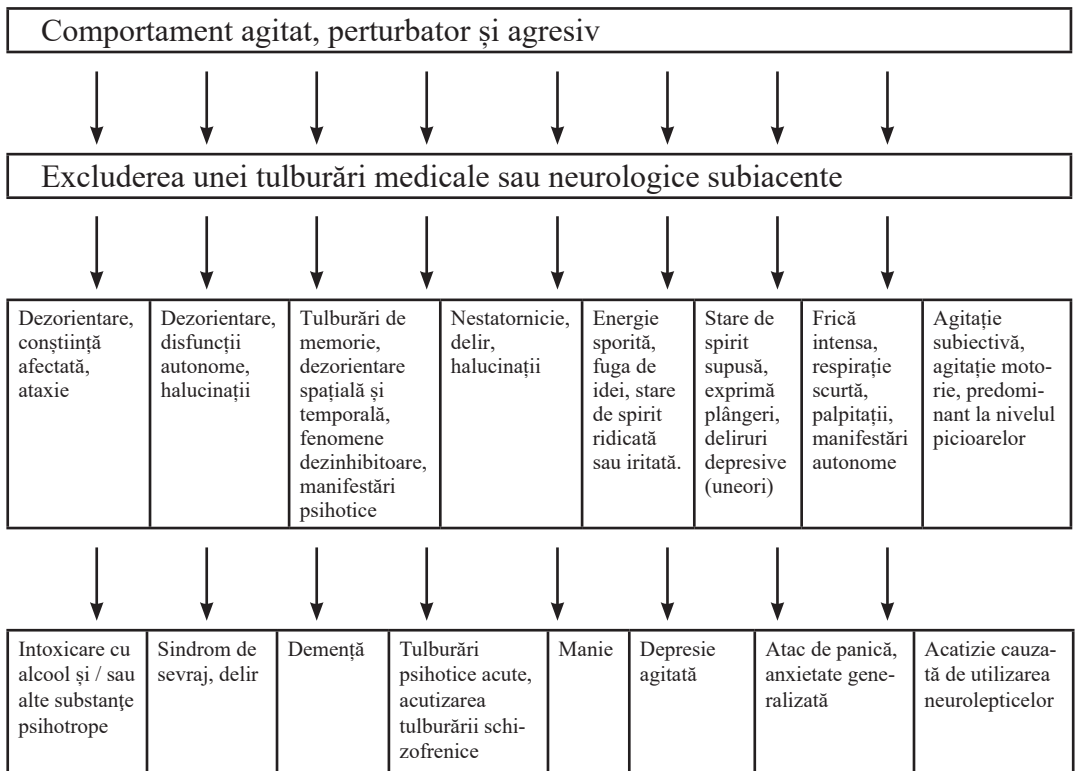 Comportament agitat, perturbator și agresiv
Excluderea unei tulburări medicale sau neurologice subiacente
Dezorientare,
conștiință
afectată,
ataxie
Dezorientare,
disfuncții
autonome,
halucinații
Tulburări de
memorie,
dezorientare
spațială și
temporală,
fenomene
dezinhibitoare,
manifestări
psihotice
Nestatornicie,
delir,
halucinații
Energie
sporită,
fuga de
idei, stare
de spirit
ridicată
sau iritată.
Stare de
spirit
supusă,
exprimă
plângeri,
deliruri
depresive
(uneori)
Frică
intensa,
respirație
scurtă,
palpitații,
manifestări
autonome
Agitație
subiectivă,
agitație moto-
rie, predomi-
nant la nivelul
picioarelor
Intoxicare cu
alcool și / sau
alte substanţe
psihotrope
Sindrom de
sevraj, delir
Demență
Tulburări
psihotice acute,
acutizarea
tulburării schi-
zofrenice
Manie
Depresie
agitată
Atac de panică,
anxietate gene-
ralizată
Acatizie cauza-
tă de utilizarea
neurolepticelor